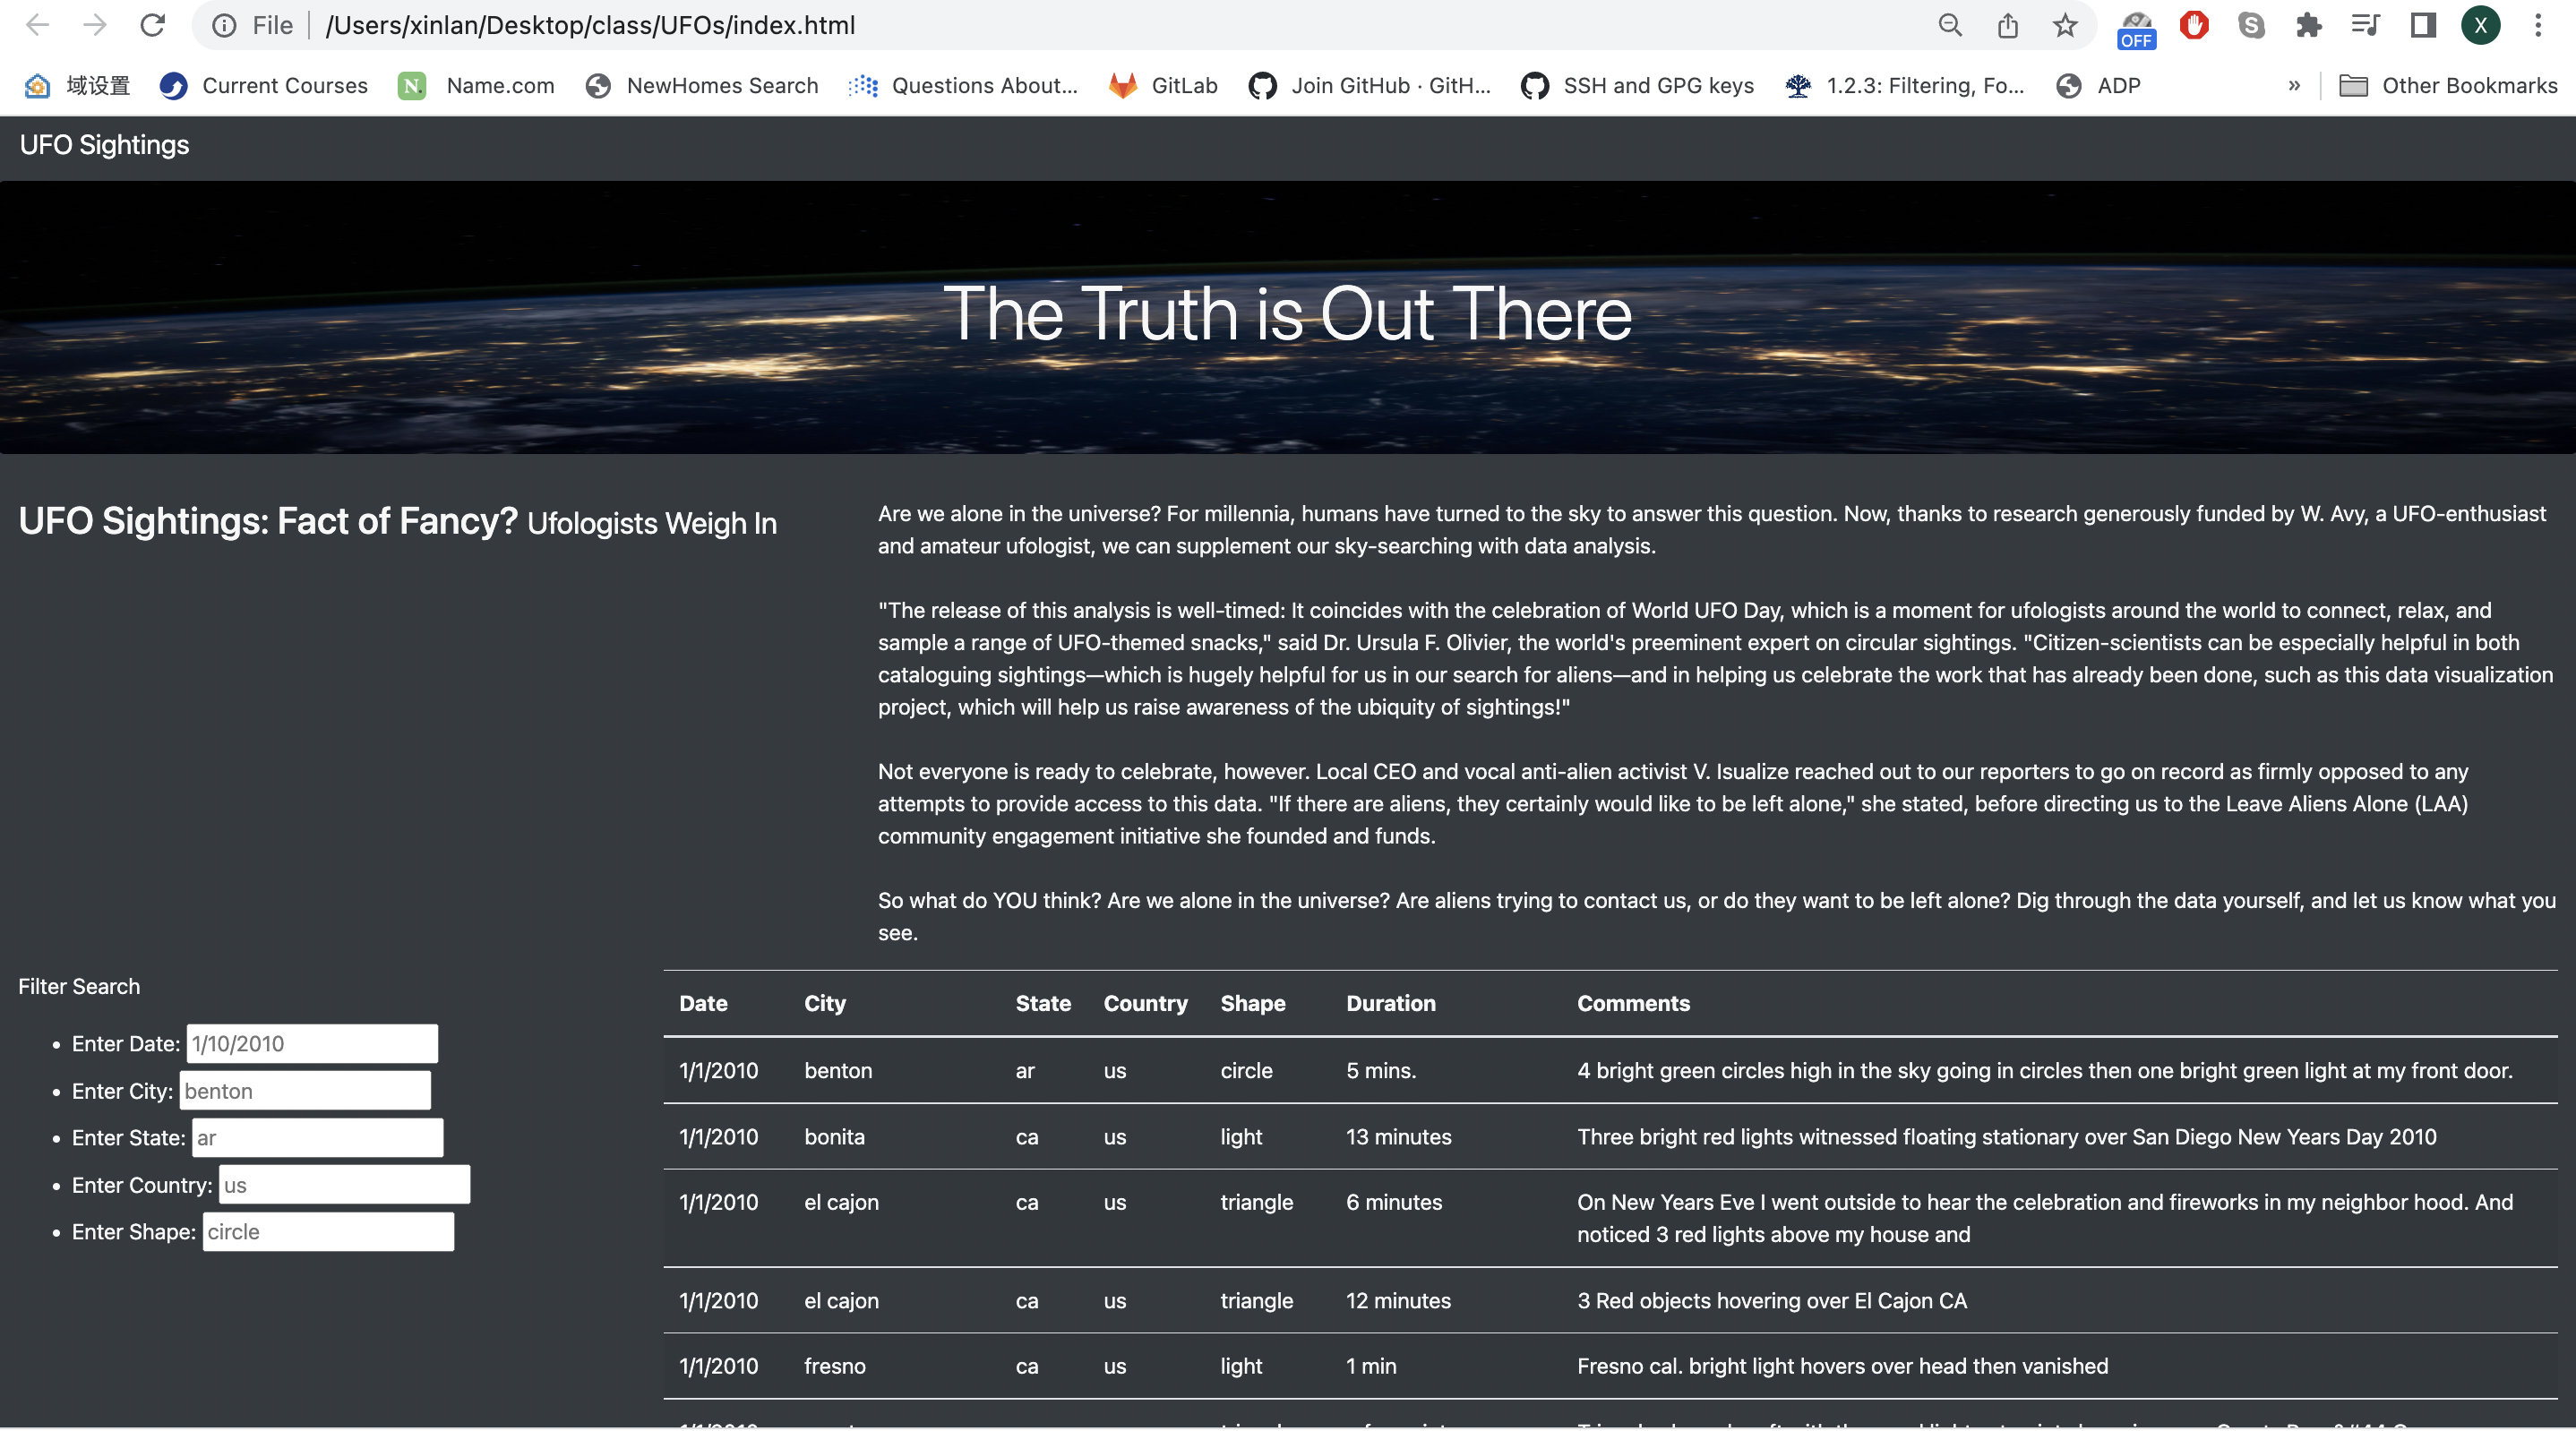 File /Users/xinlan/Desktop/class/UFOs/index.html OFF S X
域设置 N. Name.com Current Courses NewHomes Search Questions About... GitLab Join GitHub · GitH... SSH and GPG keys 1.2.3: Filtering, Fo... ADP » Other Bookmarks
UFO Sightings
The Truth is Out There
UFO Sightings: Fact of Fancy? Ufologists Weigh In
Are we alone in the universe? For millennia, humans have turned to the sky to answer this question. Now, thanks to research generously funded by W. Avy, a UFO-enthusiast
and amateur ufologist, we can supplement our sky-searching with data analysis.
"The release of this analysis is well-timed: It coincides with the celebration of World UFO Day, which is a moment for ufologists around the world to connect, relax, and
sample a range of UFO-themed snacks," said Dr. Ursula F. Olivier, the world's preeminent expert on circular sightings. "Citizen-scientists can be especially helpful in both
cataloguing sightings—which is hugely helpful for us in our search for aliens—and in helping us celebrate the work that has already been done, such as this data visualization
project, which will help us raise awareness of the ubiquity of sightings!"
Not everyone is ready to celebrate, however. Local CEO and vocal anti-alien activist V. Isualize reached out to our reporters to go on record as firmly opposed to any
attempts to provide access to this data. "If there are aliens, they certainly would like to be left alone," she stated, before directing us to the Leave Aliens Alone (LAA)
community engagement initiative she founded and funds.
So what do YOU think? Are we alone in the universe? Are aliens trying to contact us, or do they want to be left alone? Dig through the data yourself, and let us know what you
see.
Filter Search
• Enter Date: 1/10/2010
• Enter City: benton
• Enter State: ar
• Enter Country: us
• Enter Shape: circle
Date City State Country Shape Duration Comments
1/1/2010 benton ar us circle 5 mins. 4 bright green circles high in the sky going in circles then one bright green light at my front door.
1/1/2010 bonita ca us light 13 minutes Three bright red lights witnessed floating stationary over San Diego New Years Day 2010
1/1/2010 el cajon ca us triangle 6 minutes On New Years Eve I went outside to hear the celebration and fireworks in my neighbor hood. And
noticed 3 red lights above my house and
1/1/2010 el cajon ca us triangle 12 minutes 3 Red objects hovering over El Cajon CA
1/1/2010 fresno ca us light 1 min Fresno cal. bright light hovers over head then vanished